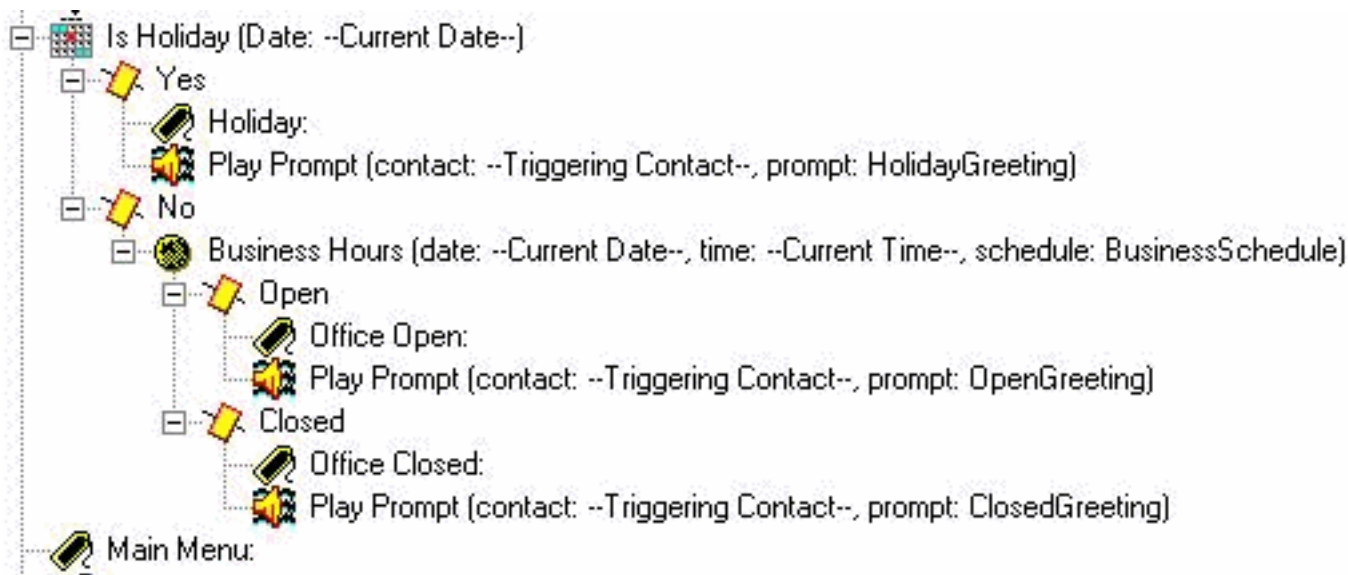 Is Holiday (Date: --Current Date--)
Yes
Holiday:
Play Prompt (contact: --Triggering Contact--, prompt: HolidayGreeting)
No
Business Hours (date: --Current Date--, time: --Current Time--, schedule: BusinessSchedule)
Open
Office Open:
Play Prompt (contact: --Triggering Contact--, prompt: OpenGreeting)
Closed
Office Closed:
Play Prompt (contact: --Triggering Contact--, prompt: ClosedGreeting)
Main Menu: